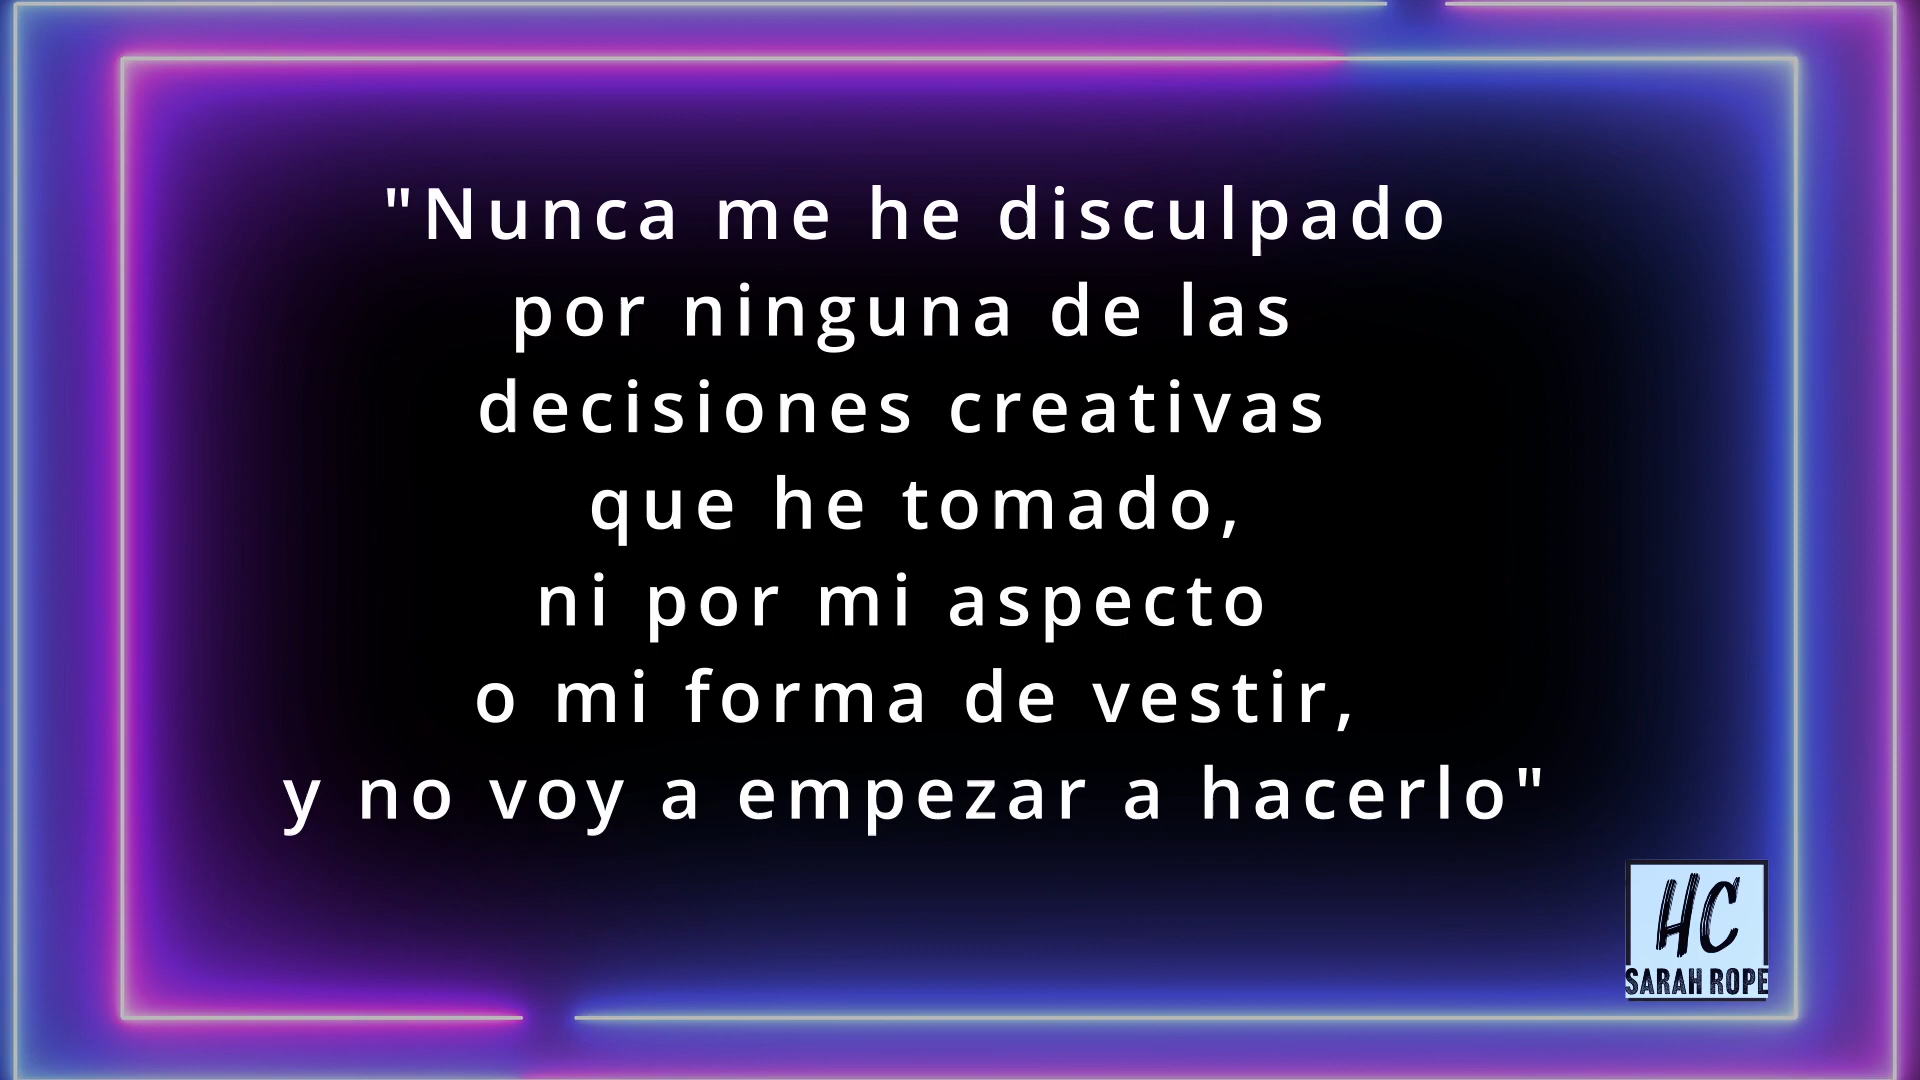 "Nunca me he disculpado
por ninguna de las
decisiones creativas
que he tomado,
ni por mi aspecto
o mi forma de vestir,
y no voy a empezar a hacerlo"
HC
SARAH ROPE